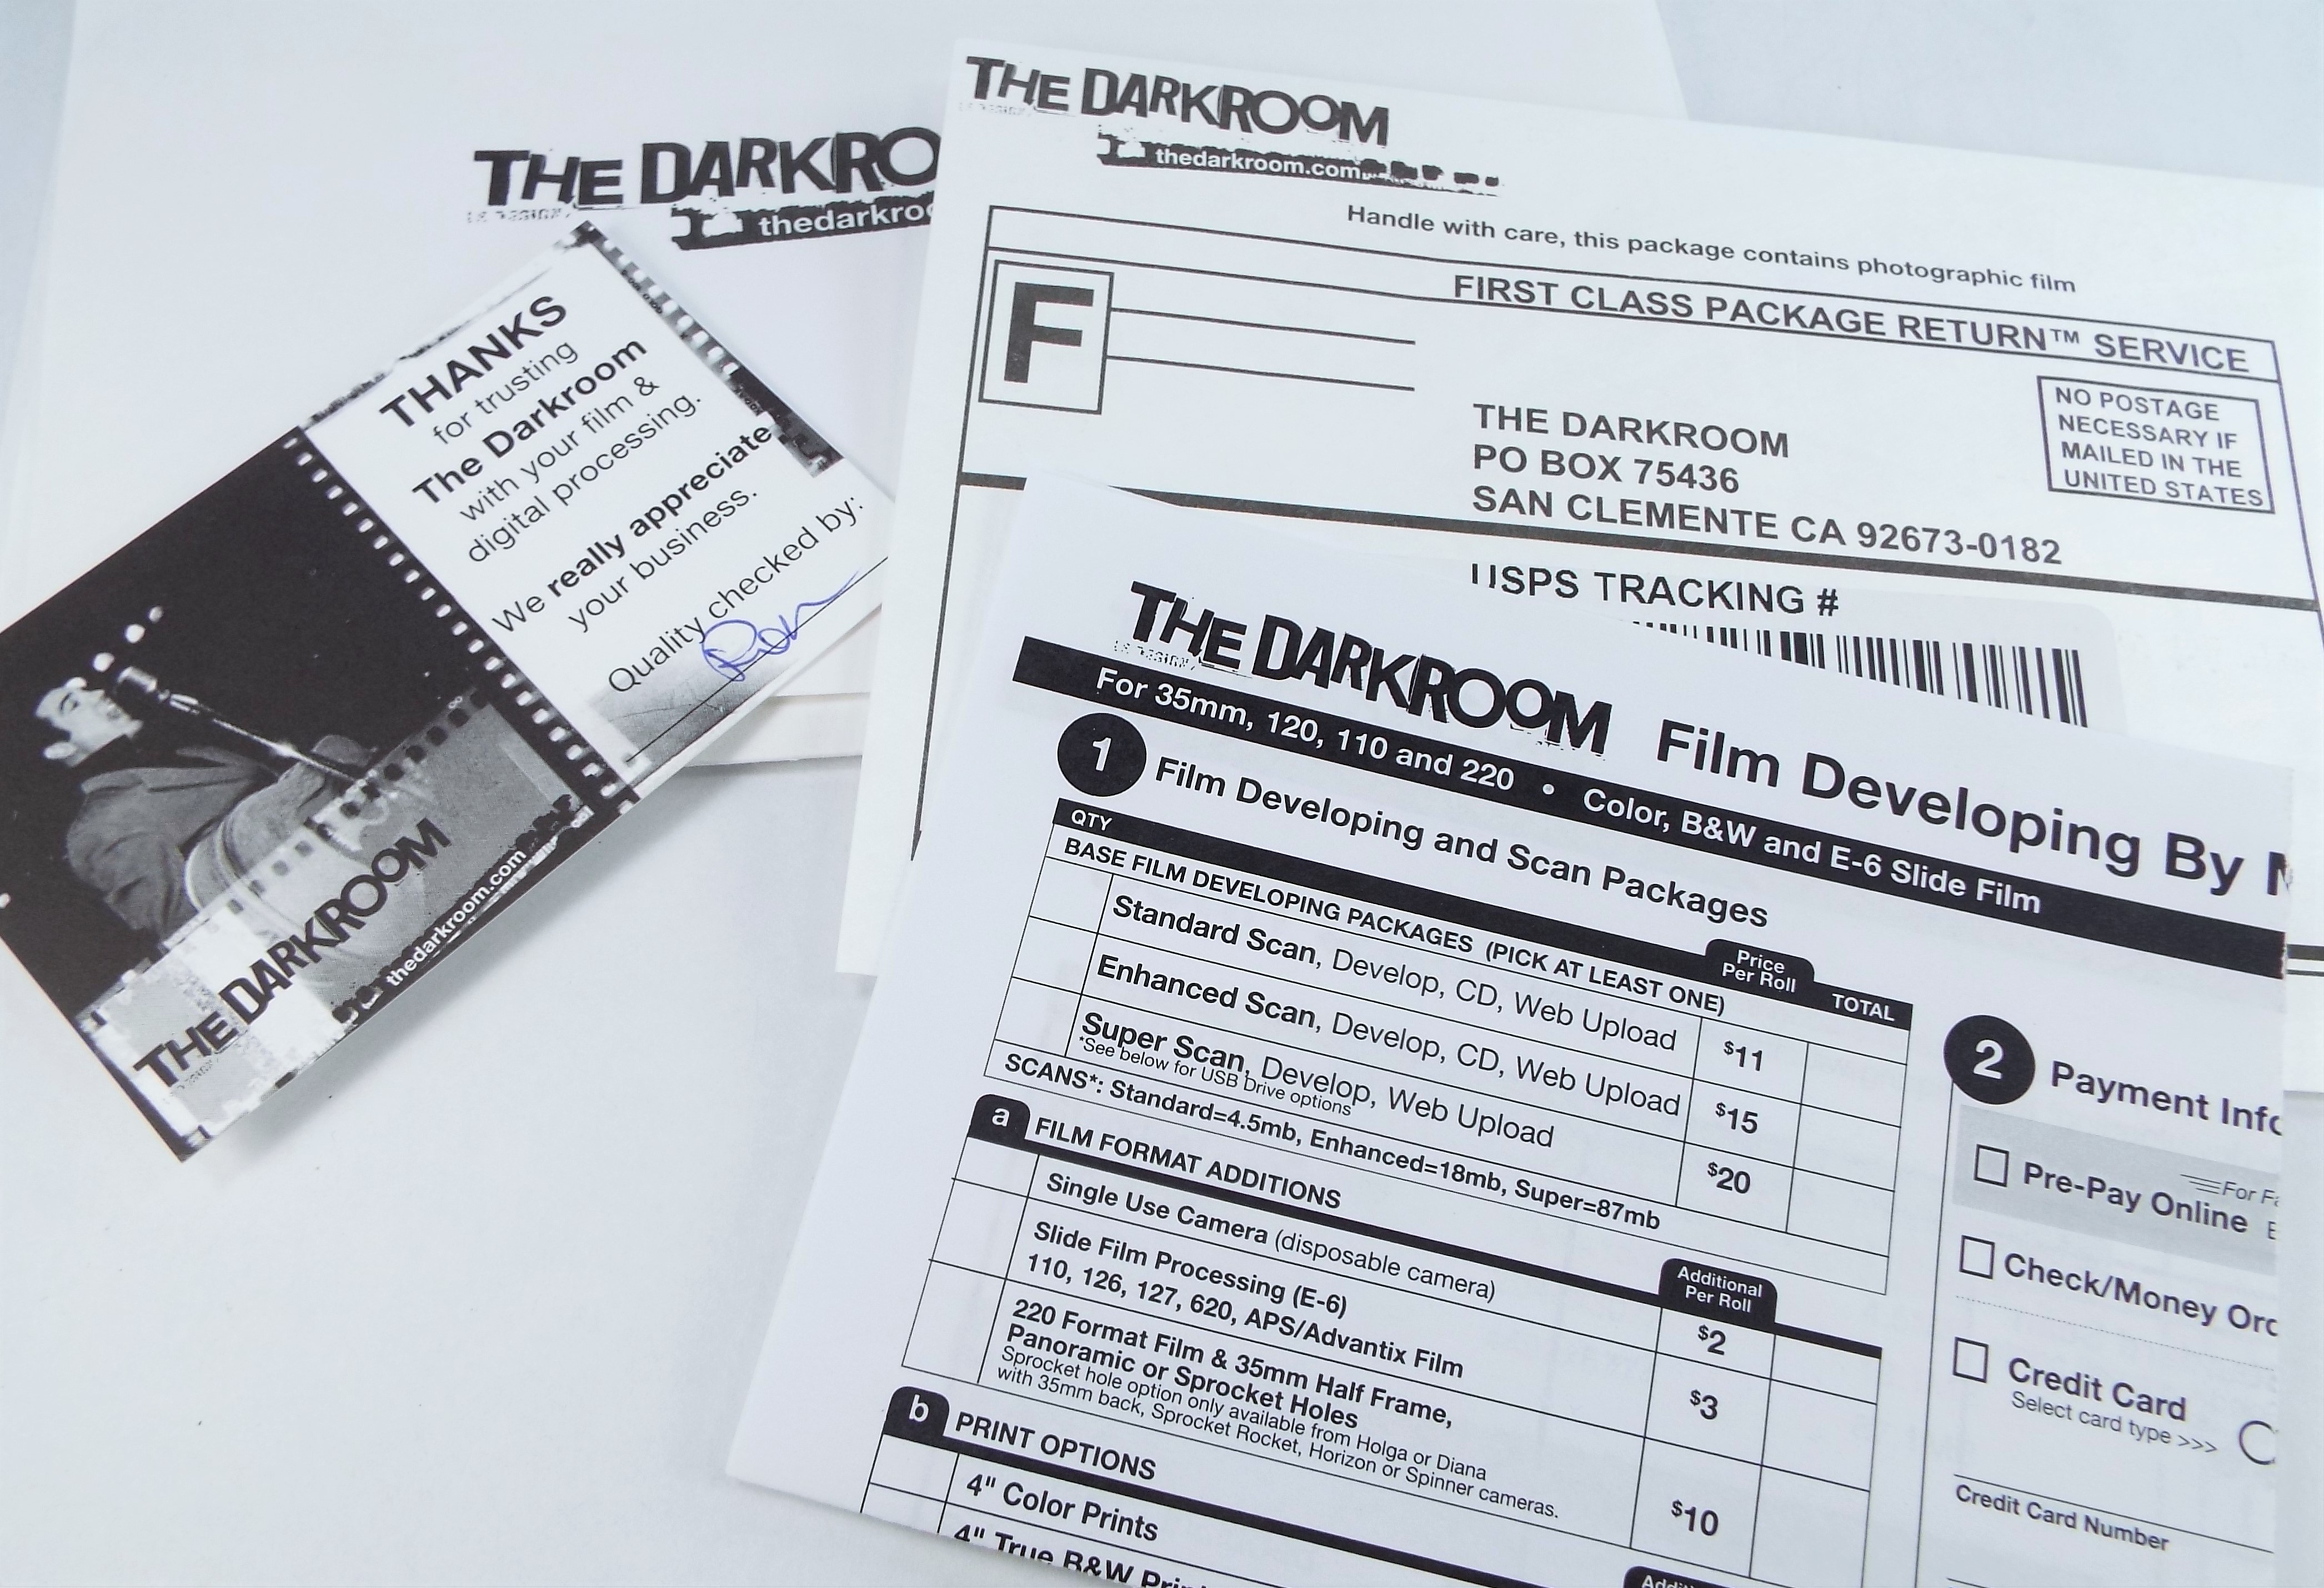 THE DARKRO
thedarkroo
THANKS
for trusting
The Darkroom
with your film &
digital processing.
We really appreciate
your business.
Quality checked by:
Ron
THE DARKROOM
thedarkroom.com
THE DARKROOM
thedarkroom.com
Handle with care, this package contains photographic film
F
FIRST CLASS PACKAGE RETURN™ SERVICE
NO POSTAGE
NECESSARY IF
MAILED IN THE
UNITED STATES
THE DARKROOM
PO BOX 75436
SAN CLEMENTE CA 92673-0182
USPS TRACKING #
THE DARKROOM Film Developing By
For 35mm, 120, 110 and 220 • Color, B&W and E-6 Slide Film
1 Film Developing and Scan Packages
QTY
BASE FILM DEVELOPING PACKAGES (PICK AT LEAST ONE)
Price
Per Roll
TOTAL
Standard Scan, Develop, CD, Web Upload $11
Enhanced Scan, Develop, CD, Web Upload $15
Super Scan, Develop, Web Upload $20
*See below for USB Drive options
SCANS*: Standard=4.5mb, Enhanced=18mb, Super=87mb
a FILM FORMAT ADDITIONS
Additional
Per Roll
Single Use Camera (disposable camera) $2
Slide Film Processing (E-6)
110, 126, 127, 620, APS/Advantix Film $3
220 Format Film & 35mm Half Frame,
Panoramic or Sprocket Holes $10
Sprocket hole option only available from Holga or Diana
with 35mm back, Sprocket Rocket, Horizon or Spinner cameras.
b PRINT OPTIONS
4" Color Prints
4" True B&W Prin
2 Payment Info
For Fa
Pre-Pay Online
Check/Money Ord
Credit Card
Select card type >>>
Credit Card Number